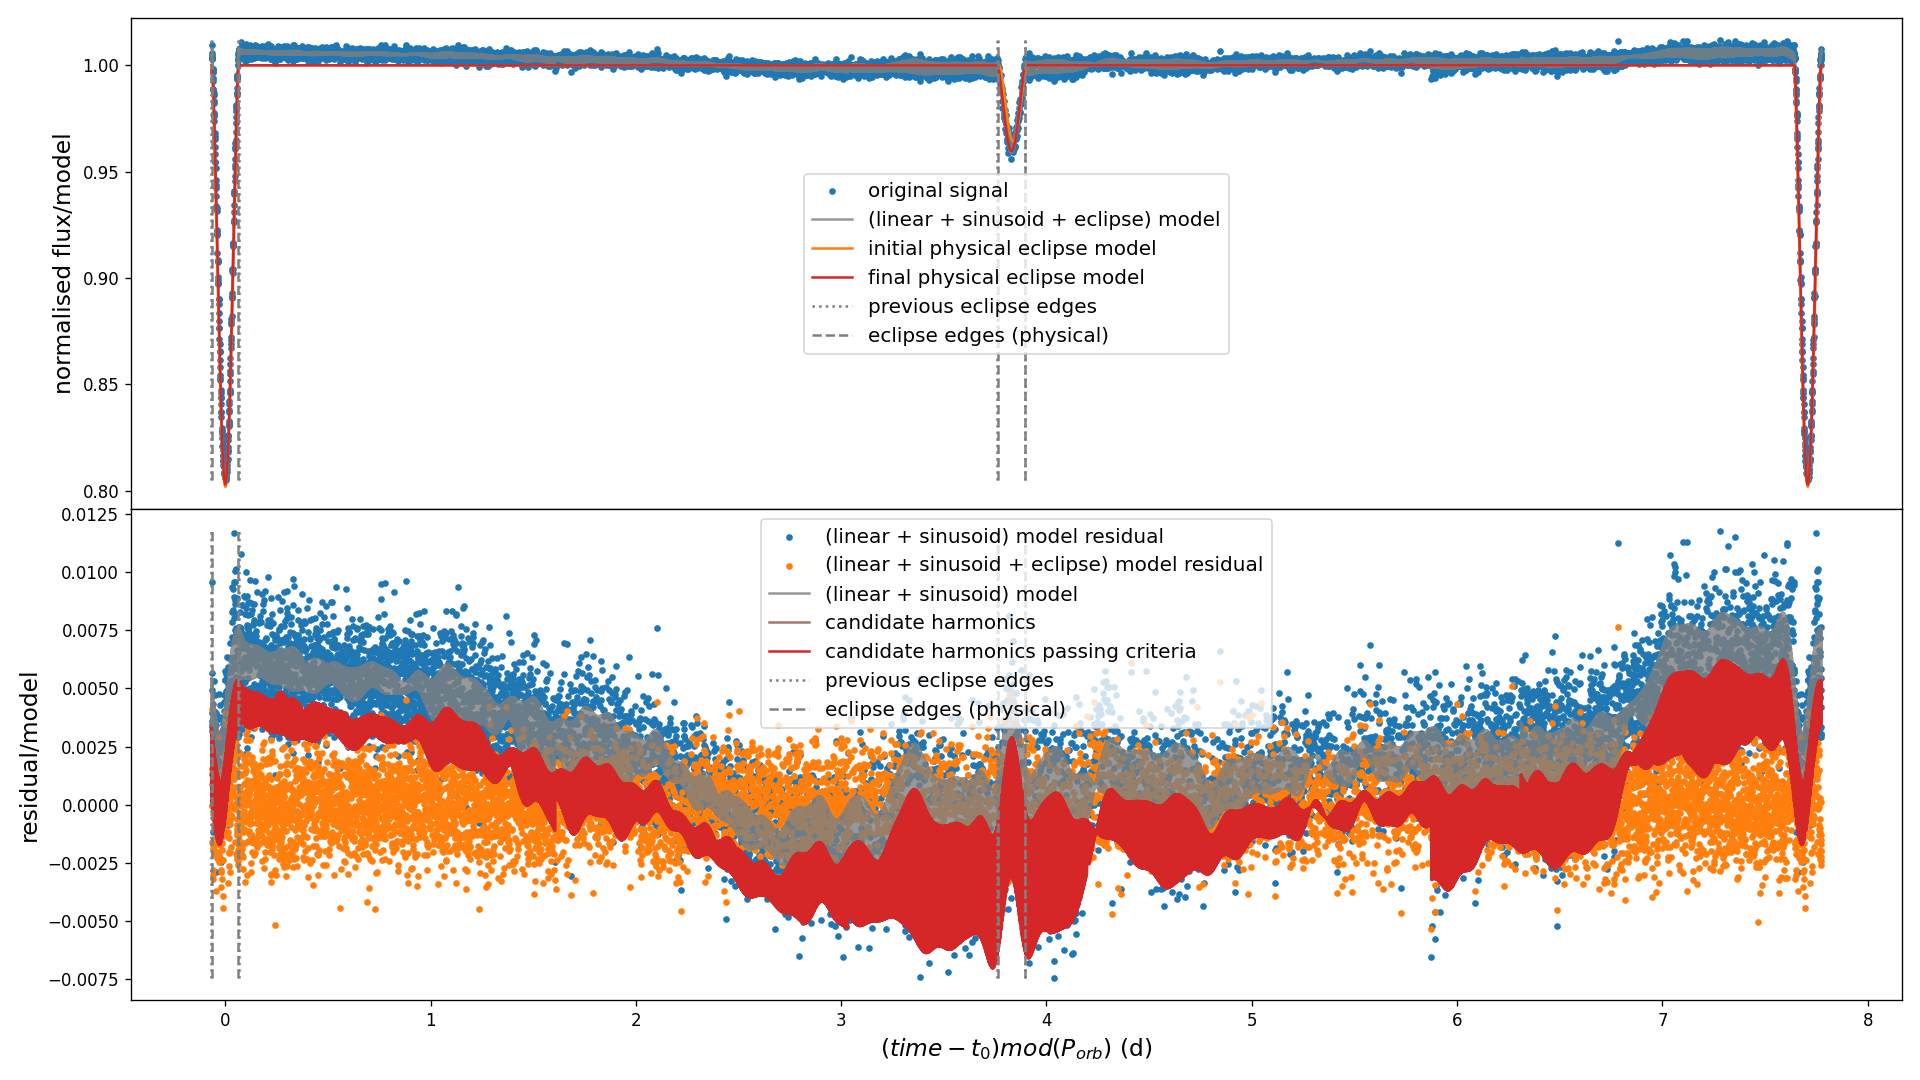 normalised flux/model
1.00
0.95
0.90
0.85
0.80
original signal
(linear + sinusoid + eclipse) model
initial physical eclipse model
final physical eclipse model
previous eclipse edges
eclipse edges (physical)
residual/model
0.0125
0.0100
0.0075
0.0050
0.0025
0.0000
−0.0025
−0.0050
−0.0075
(linear + sinusoid) model residual
(linear + sinusoid + eclipse) model residual
(linear + sinusoid) model
candidate harmonics
candidate harmonics passing criteria
previous eclipse edges
eclipse edges (physical)
0 1 2 3 4 5 6 7 8
(time − t₀)mod(P_orb) (d)